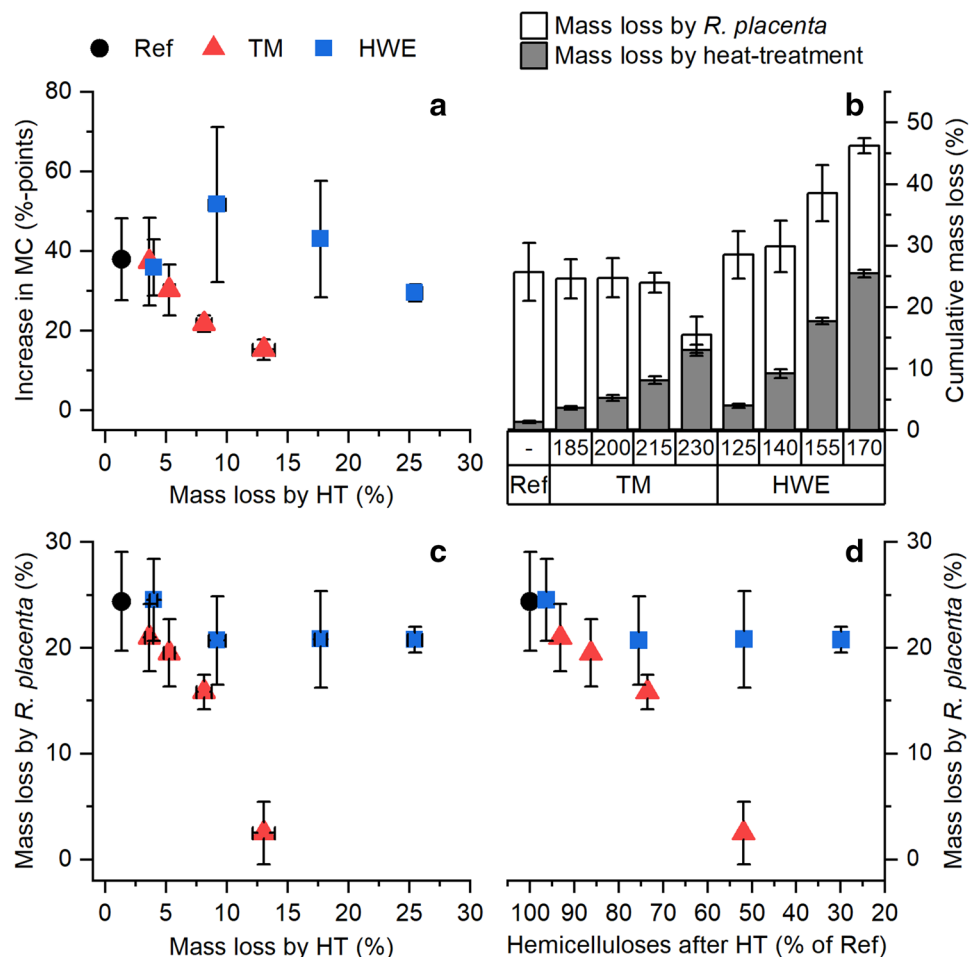 Ref TM HWE
Mass loss by R. placenta
Mass loss by heat-treatment
a
Increase in MC (%-points)
80
60
40
20
0
0 5 10 15 20 25 30
Mass loss by HT (%)
b
Cumulative mass loss (%)
50
40
30
20
10
0
- 185 200 215 230 125 140 155 170
Ref TM HWE
c
Mass loss by R. placenta (%)
30
20
10
0
0 5 10 15 20 25 30
Mass loss by HT (%)
d
Mass loss by R. placenta (%)
30
20
10
0
100 90 80 70 60 50 40 30 20
Hemicelluloses after HT (% of Ref)